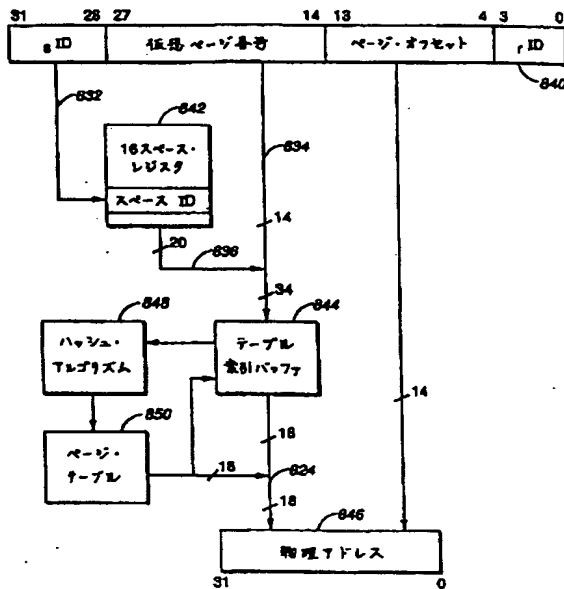 31 28 27 14 13 4 3 0
s ID 仮想ページ番号 ページ・オフセット r ID
832 842 840
16スペース・
レジスタ
834
スペース ID
14
20
836
34
848 844
ハッシュ・
アルゴリズム
テーブル
索引バッファ
850
14
18
ページ・
テーブル
18 824
18
846
物理アドレス
31 0